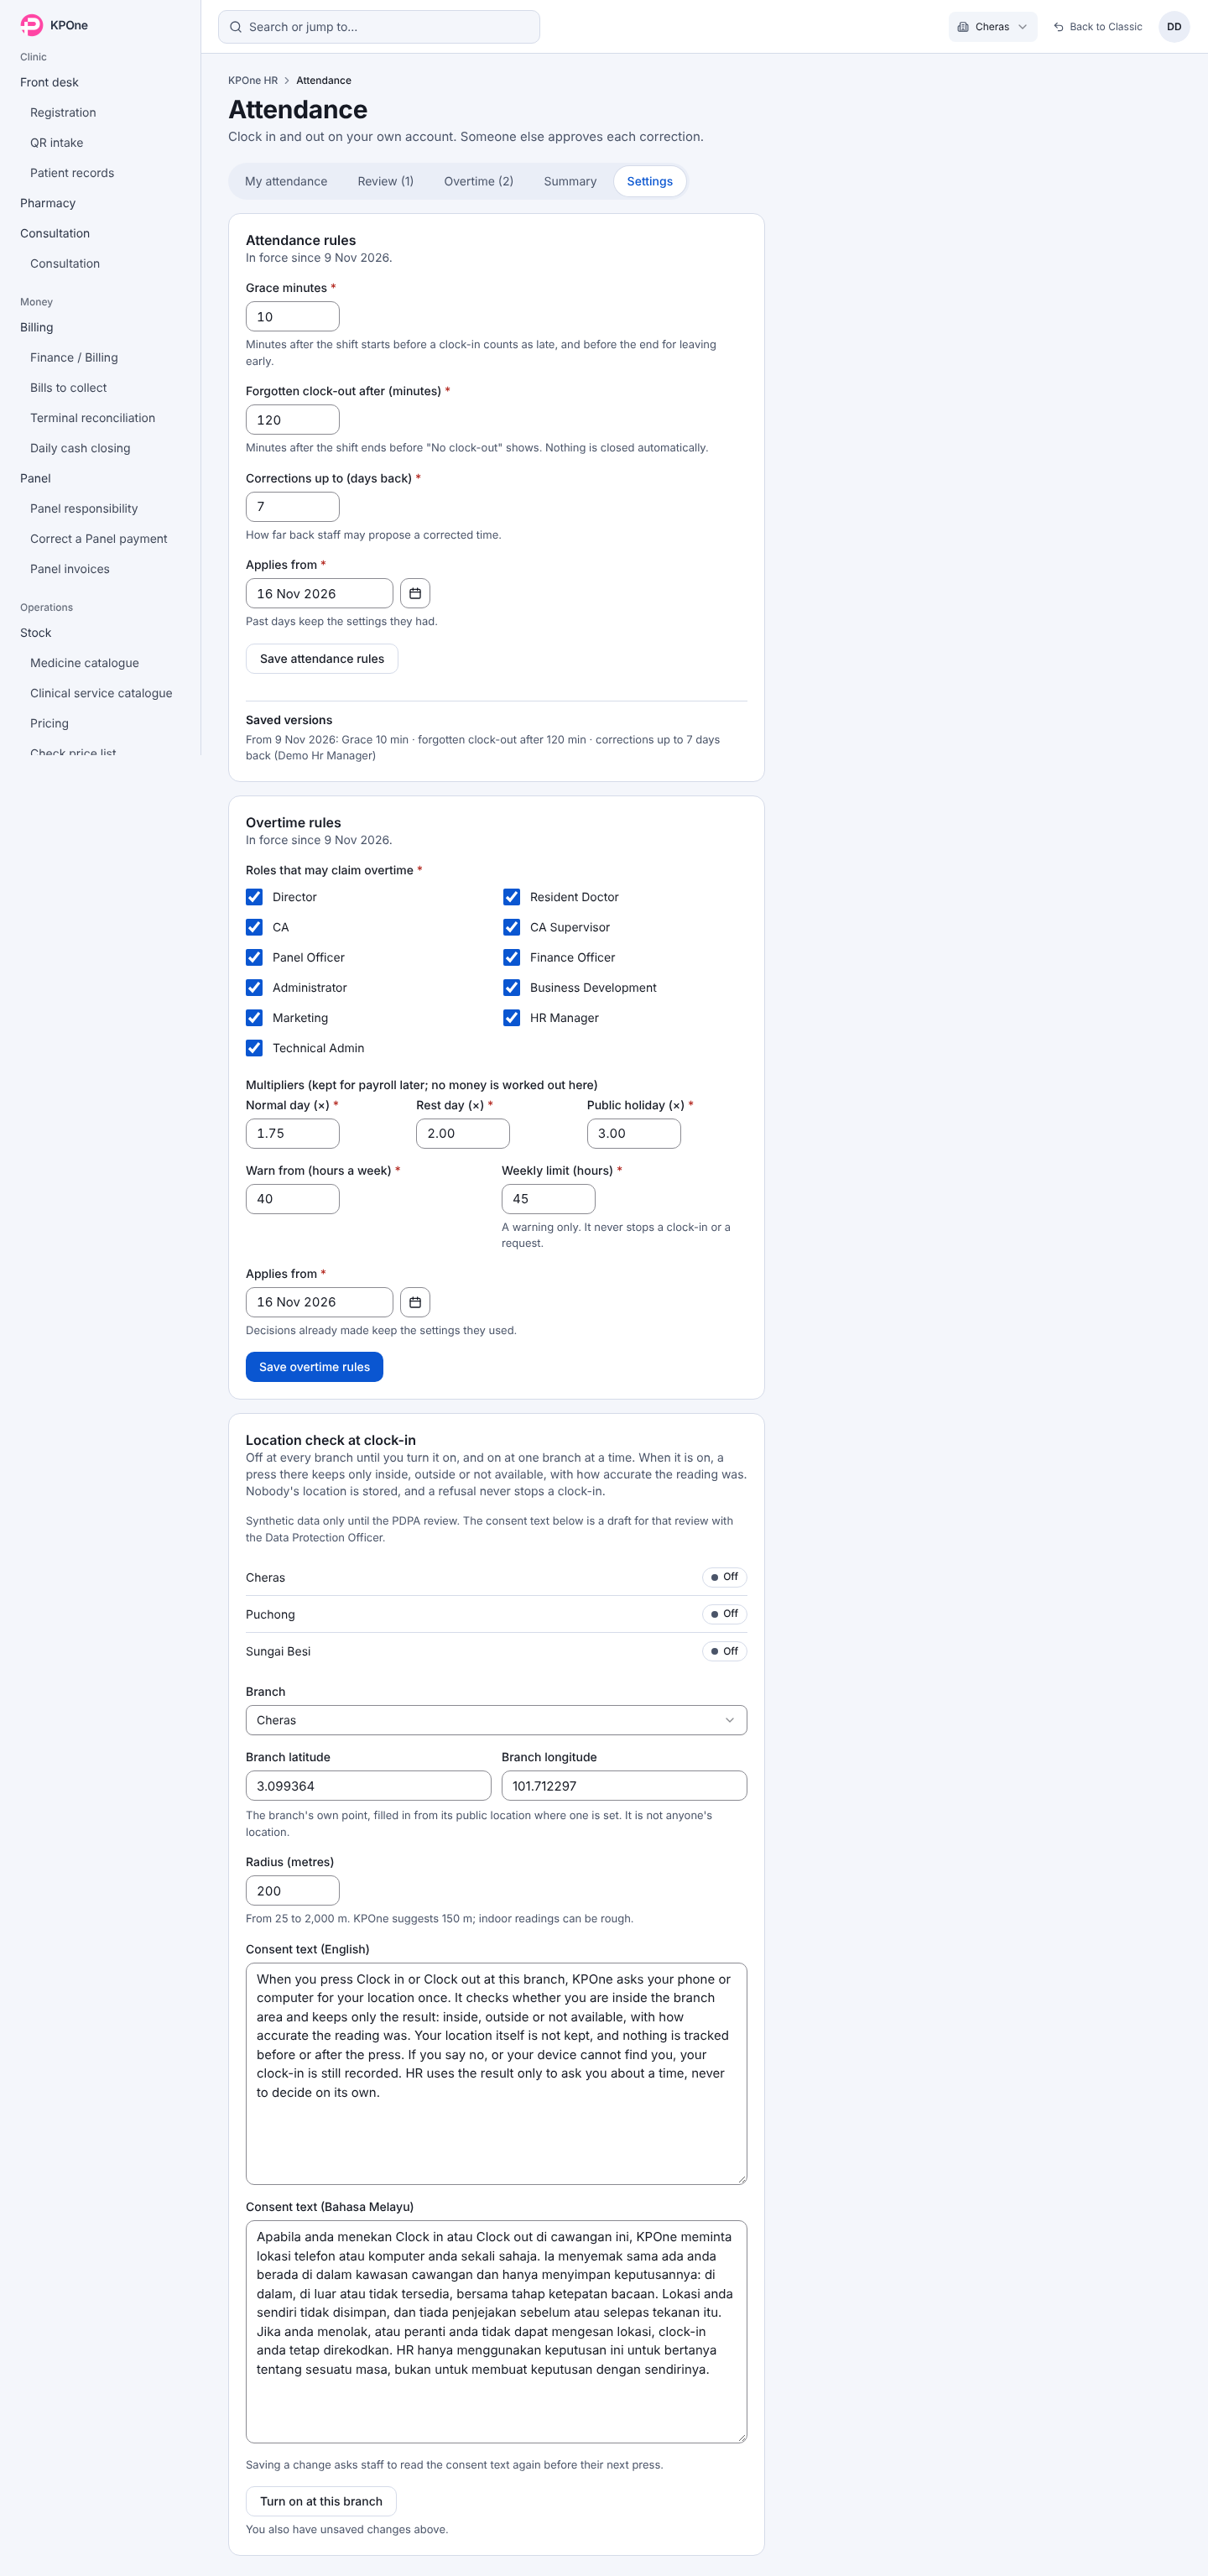 KPOne
Search or jump to...
Cheras
Back to Classic
DD
Clinic
Front desk
Registration
QR intake
Patient records
Pharmacy
Consultation
Consultation
Money
Billing
Finance / Billing
Bills to collect
Terminal reconciliation
Daily cash closing
Panel
Panel responsibility
Correct a Panel payment
Panel invoices
Operations
Stock
Medicine catalogue
Clinical service catalogue
Pricing
Check price list
KPOne HR > Attendance
Attendance
Clock in and out on your own account. Someone else approves each correction.
My attendance
Review (1)
Overtime (2)
Summary
Settings
Attendance rules
In force since 9 Nov 2026.
Grace minutes *
10
Minutes after the shift starts before a clock-in counts as late, and before the end for leaving
early.
Forgotten clock-out after (minutes) *
120
Minutes after the shift ends before "No clock-out" shows. Nothing is closed automatically.
Corrections up to (days back) *
7
How far back staff may propose a corrected time.
Applies from *
16 Nov 2026
Past days keep the settings they had.
Save attendance rules
Saved versions
From 9 Nov 2026: Grace 10 min · forgotten clock-out after 120 min · corrections up to 7 days
back (Demo Hr Manager)
Overtime rules
In force since 9 Nov 2026.
Roles that may claim overtime *
Director
Resident Doctor
CA
CA Supervisor
Panel Officer
Finance Officer
Administrator
Business Development
Marketing
HR Manager
Technical Admin
Multipliers (kept for payroll later; no money is worked out here)
Normal day (×) *
Rest day (×) *
Public holiday (×) *
1.75
2.00
3.00
Warn from (hours a week) *
Weekly limit (hours) *
40
45
A warning only. It never stops a clock-in or a
request.
Applies from *
16 Nov 2026
Decisions already made keep the settings they used.
Save overtime rules
Location check at clock-in
Off at every branch until you turn it on, and on at one branch at a time. When it is on, a
press there keeps only inside, outside or not available, with how accurate the reading was.
Nobody's location is stored, and a refusal never stops a clock-in.
Synthetic data only until the PDPA review. The consent text below is a draft for that review with
the Data Protection Officer.
Cheras
Off
Puchong
Off
Sungai Besi
Off
Branch
Cheras
Branch latitude
Branch longitude
3.099364
101.712297
The branch's own point, filled in from its public location where one is set. It is not anyone's
location.
Radius (metres)
200
From 25 to 2,000 m. KPOne suggests 150 m; indoor readings can be rough.
Consent text (English)
When you press Clock in or Clock out at this branch, KPOne asks your phone or
computer for your location once. It checks whether you are inside the branch
area and keeps only the result: inside, outside or not available, with how
accurate the reading was. Your location itself is not kept, and nothing is tracked
before or after the press. If you say no, or your device cannot find you, your
clock-in is still recorded. HR uses the result only to ask you about a time, never
to decide on its own.
Consent text (Bahasa Melayu)
Apabila anda menekan Clock in atau Clock out di cawangan ini, KPOne meminta
lokasi telefon atau komputer anda sekali sahaja. Ia menyemak sama ada anda
berada di dalam kawasan cawangan dan hanya menyimpan keputusannya: di
dalam, di luar atau tidak tersedia, bersama tahap ketepatan bacaan. Lokasi anda
sendiri tidak disimpan, dan tiada penjejakan sebelum atau selepas tekanan itu.
Jika anda menolak, atau peranti anda tidak dapat mengesan lokasi, clock-in
anda tetap direkodkan. HR hanya menggunakan keputusan ini untuk bertanya
tentang sesuatu masa, bukan untuk membuat keputusan dengan sendirinya.
Saving a change asks staff to read the consent text again before their next press.
Turn on at this branch
You also have unsaved changes above.